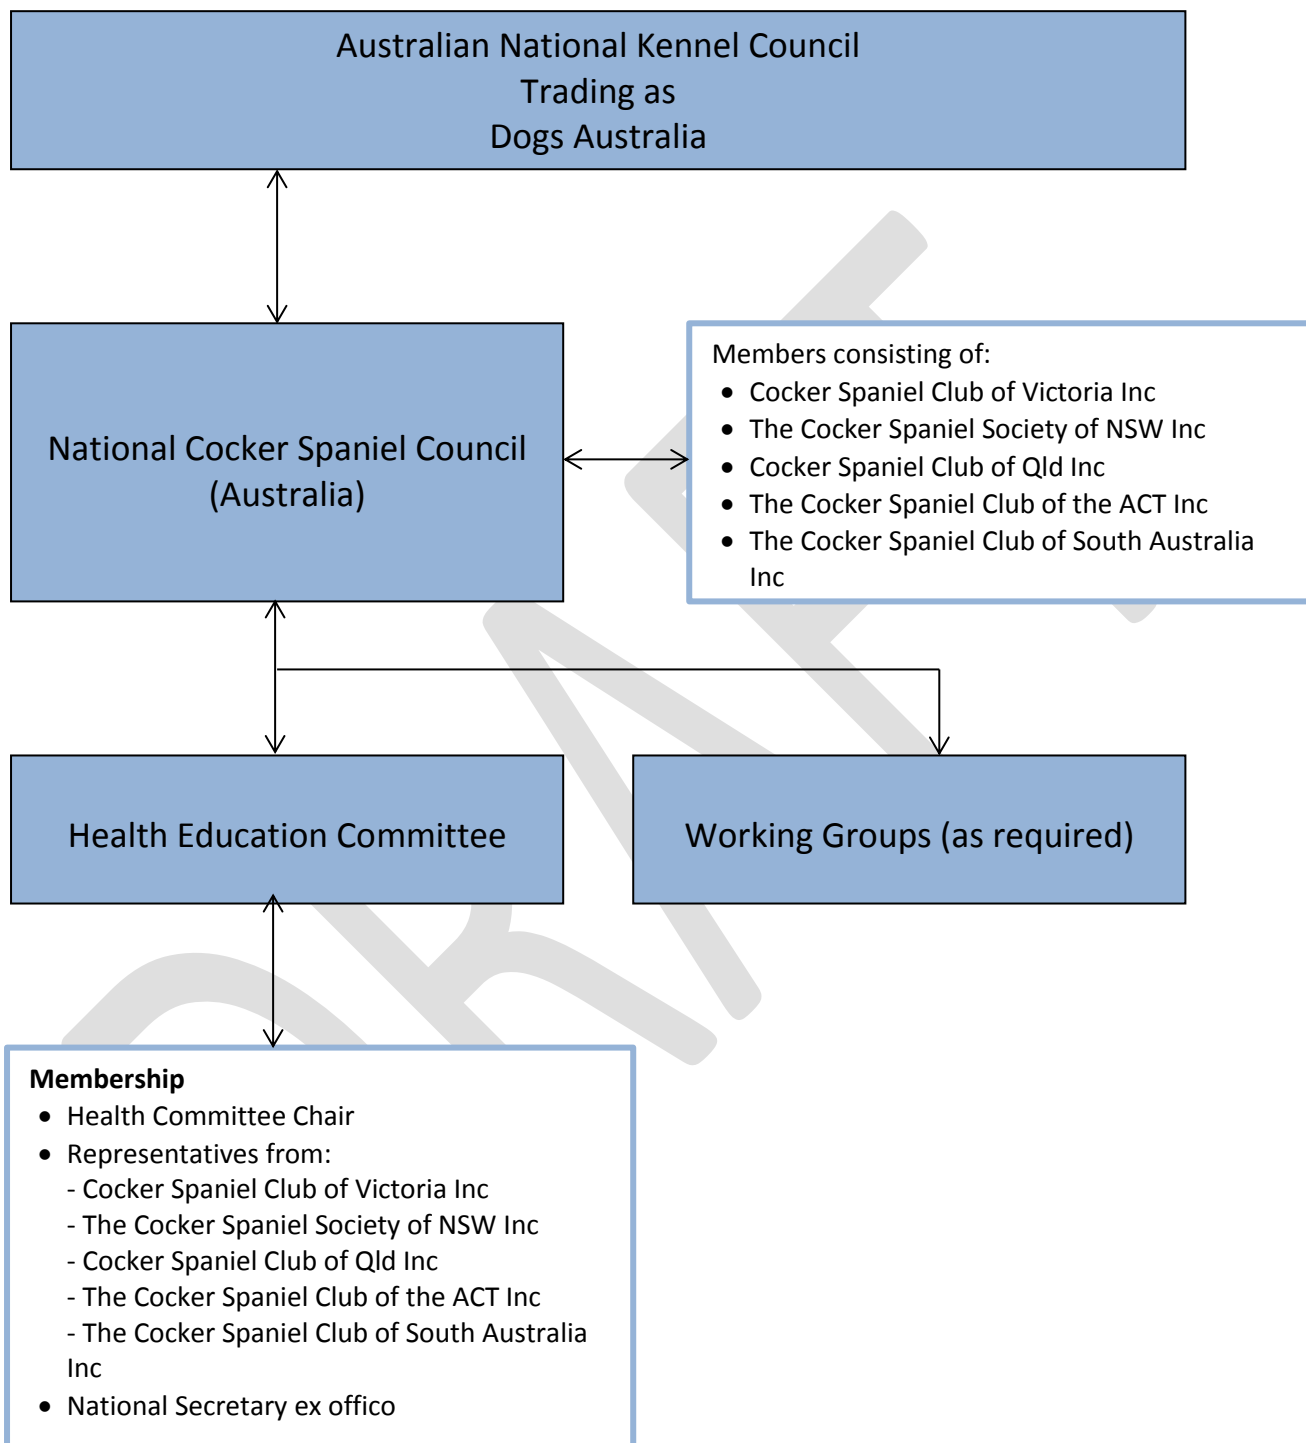 Australian National Kennel Council
Trading as
Dogs Australia
National Cocker Spaniel Council
(Australia)
Members consisting of:
• Cocker Spaniel Club of Victoria Inc
• The Cocker Spaniel Society of NSW Inc
• Cocker Spaniel Club of Qld Inc
• The Cocker Spaniel Club of the ACT Inc
• The Cocker Spaniel Club of South Australia
Inc
Health Education Committee
Working Groups (as required)
Membership
• Health Committee Chair
• Representatives from:
- Cocker Spaniel Club of Victoria Inc
- The Cocker Spaniel Society of NSW Inc
- Cocker Spaniel Club of Qld Inc
- The Cocker Spaniel Club of the ACT Inc
- The Cocker Spaniel Club of South Australia
Inc
• National Secretary ex offico
DRAFT